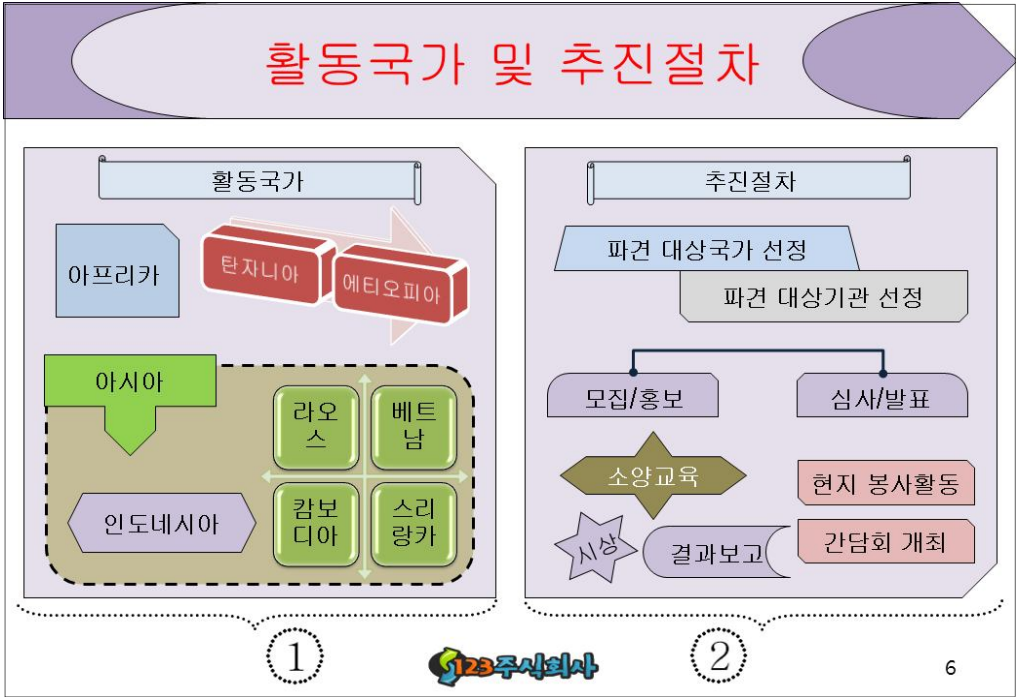 활동국가 및 추진절차
활동국가
아프리카
탄자니아
에티오피아
아시아
라오
스
베트
남
인도네시아
캄보
디아
스리
랑카
1
추진절차
파견 대상국가 선정
파견 대상기관 선정
모집/홍보
심사/발표
소양교육
현지 봉사활동
시상
결과보고
간담회 개최
2
123주식회사
6